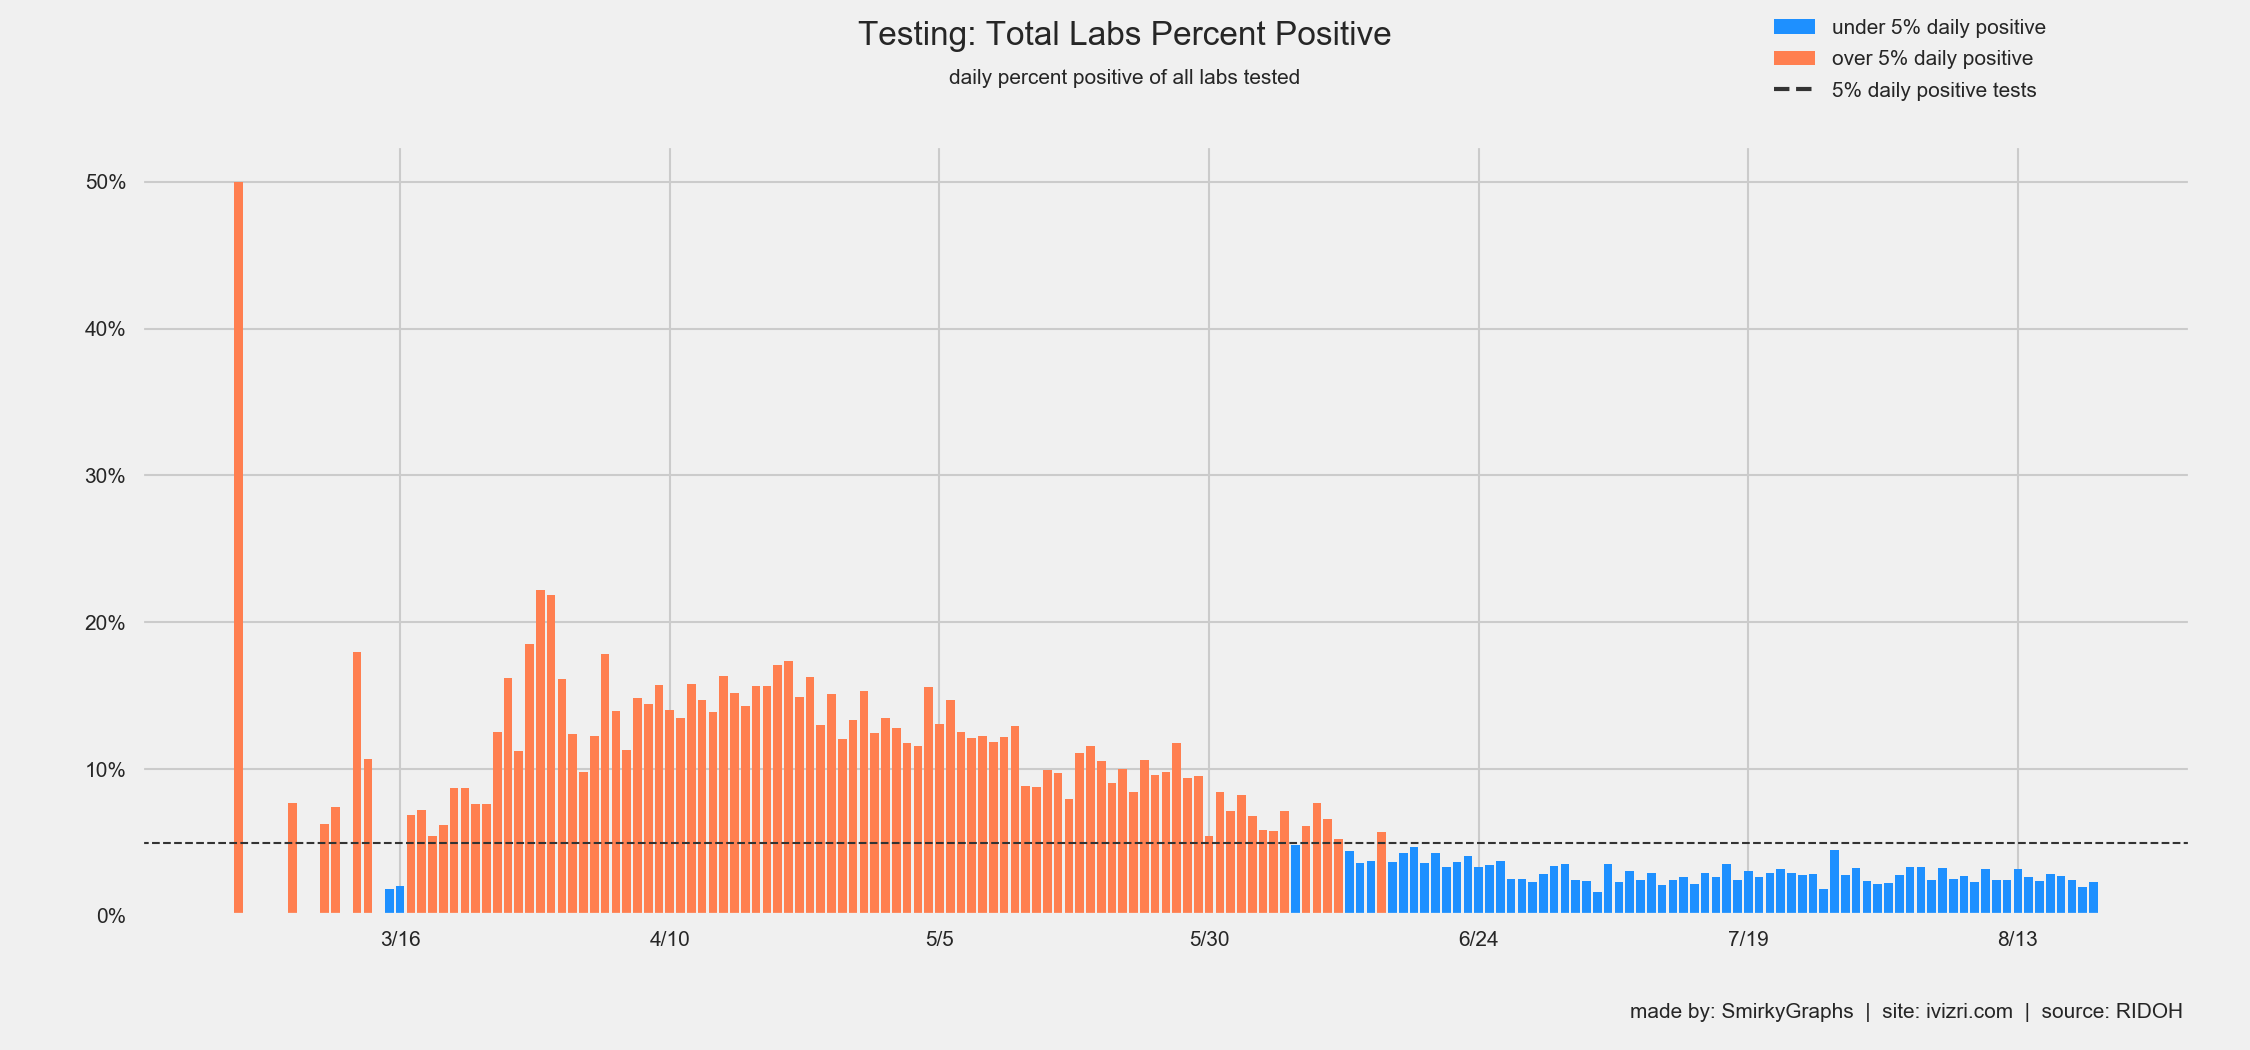 Testing: Total Labs Percent Positive
daily percent positive of all labs tested
under 5% daily positive
over 5% daily positive
5% daily positive tests
50%
40%
30%
20%
10%
0%
3/16 4/10 5/5 5/30 6/24 7/19 8/13
made by: SmirkyGraphs | site: ivizri.com | source: RIDOH